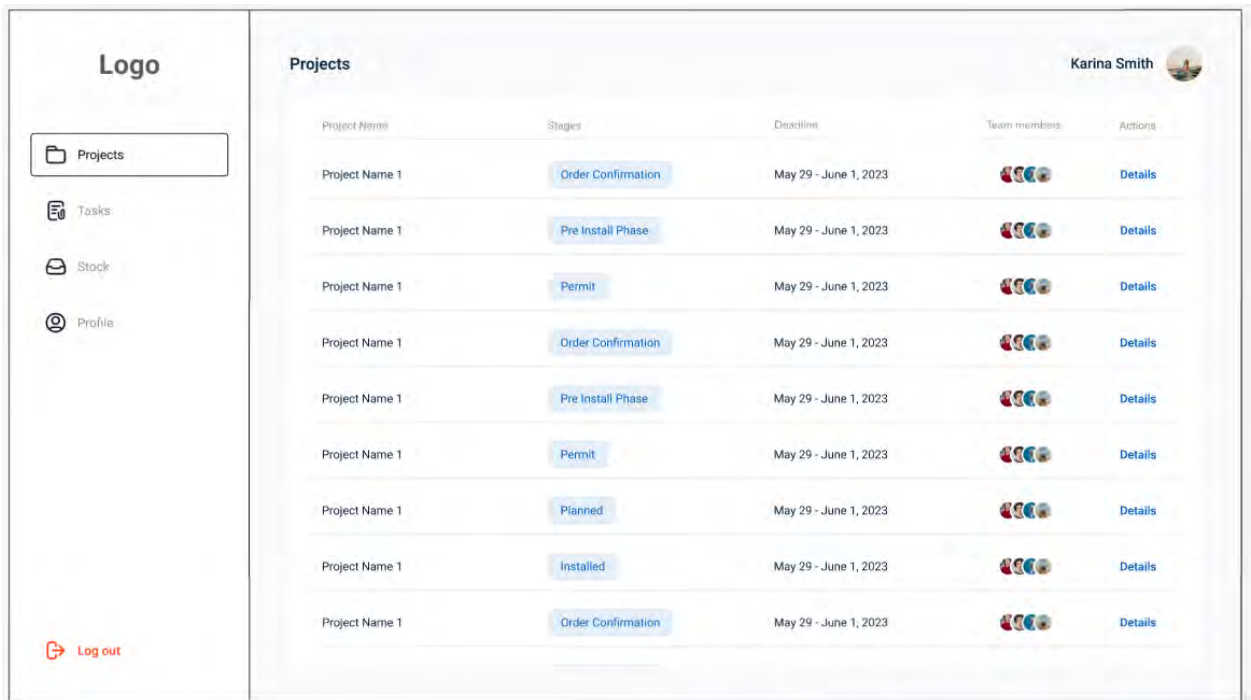 Logo
Projects
Tasks
Stock
Profile
Log out
Projects
Karina Smith
Project Name Stages Deadline Team members Actions
Project Name 1 Order Confirmation May 29 - June 1, 2023 Details
Project Name 1 Pre Install Phase May 29 - June 1, 2023 Details
Project Name 1 Permit May 29 - June 1, 2023 Details
Project Name 1 Order Confirmation May 29 - June 1, 2023 Details
Project Name 1 Pre Install Phase May 29 - June 1, 2023 Details
Project Name 1 Permit May 29 - June 1, 2023 Details
Project Name 1 Planned May 29 - June 1, 2023 Details
Project Name 1 Installed May 29 - June 1, 2023 Details
Project Name 1 Order Confirmation May 29 - June 1, 2023 Details